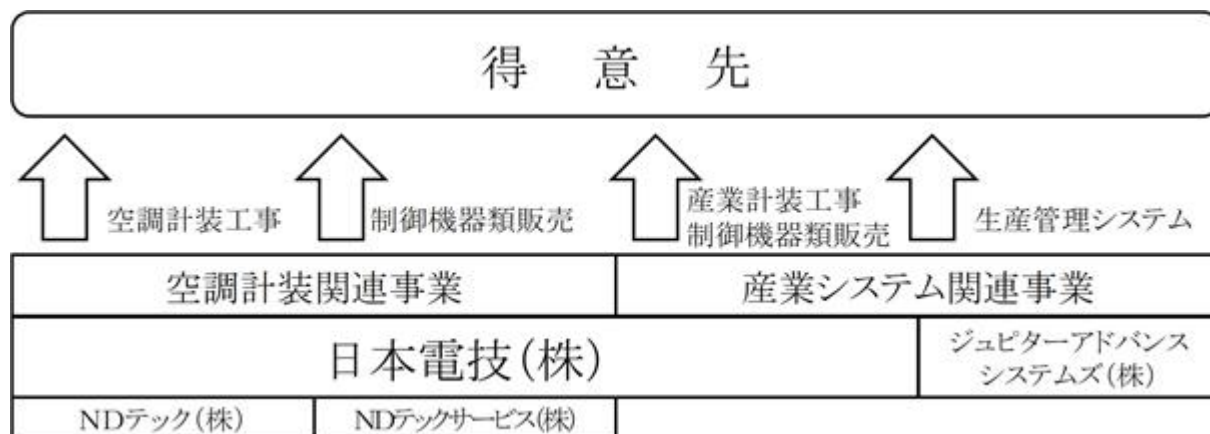 得意先
空調計装工事
制御機器類販売
産業計装工事
制御機器類販売
生産管理システム
空調計装関連事業
産業システム関連事業
日本電技(株)
ジュピターアドバンス
システムズ(株)
NDテック(株)
NDテックサービス(株)